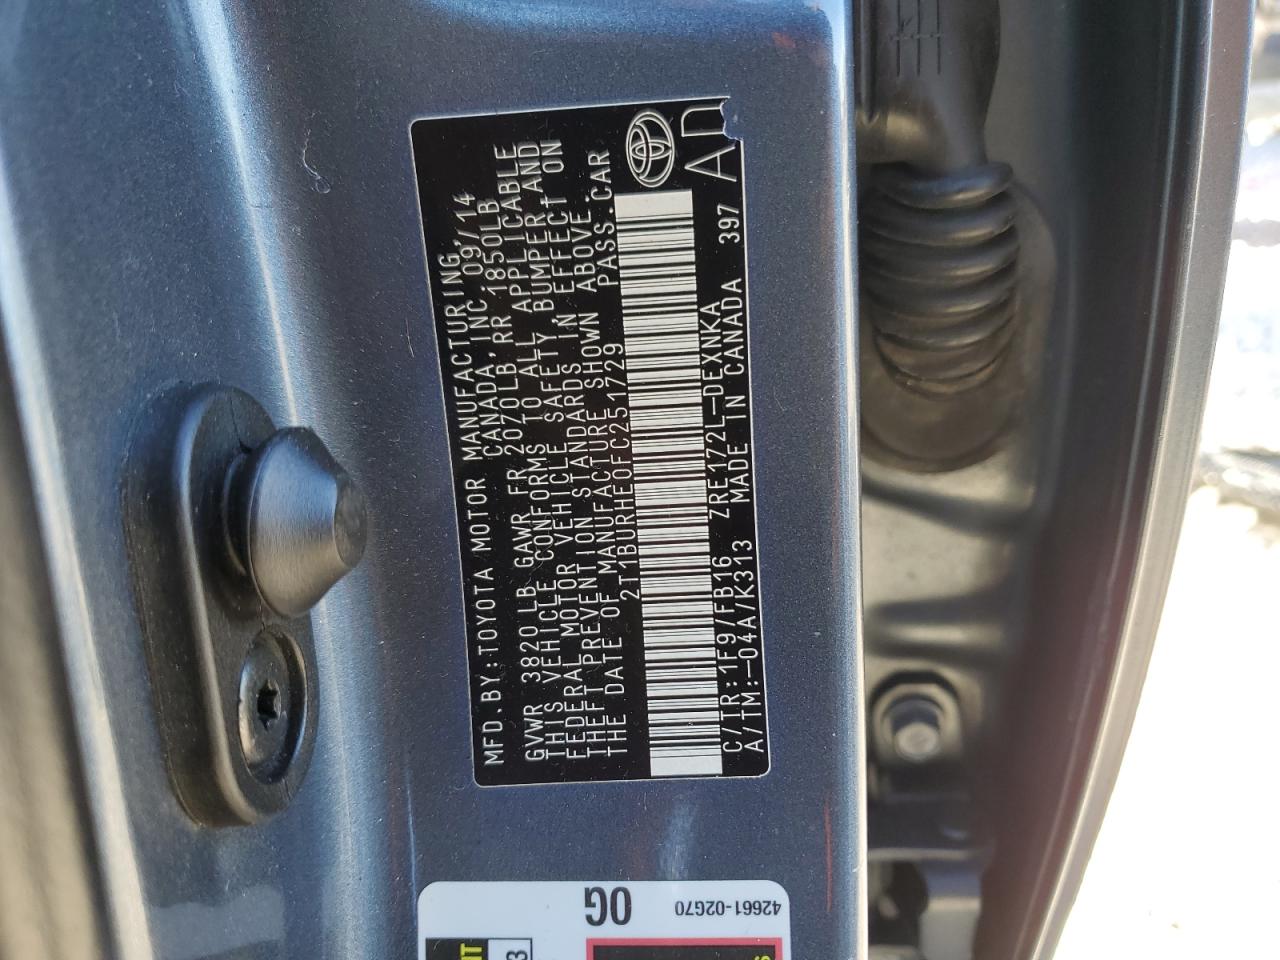 MFD.BY:TOYOTA MOTOR MANUFACTURING,
CANADA,INC. 09/14
GVWR 3820 LB GAWR FR 2070LB,RR 1850LB
THIS VEHICLE CONFORMS TO ALL APPLICABLE
FEDERAL MOTOR VEHICLE SAFETY,BUMPER,AND
THEFT PREVENTION STANDARDS IN EFFECT ON
THE DATE OF MANUFACTURE SHOWN ABOVE.
2T1BURHE0FC251729 PASS.CAR
C/TR:1F9/FB16 ZRE172L-DEXNKA
A/TM:-04A/K313 MADE IN CANADA 397
0G
42661-02G70